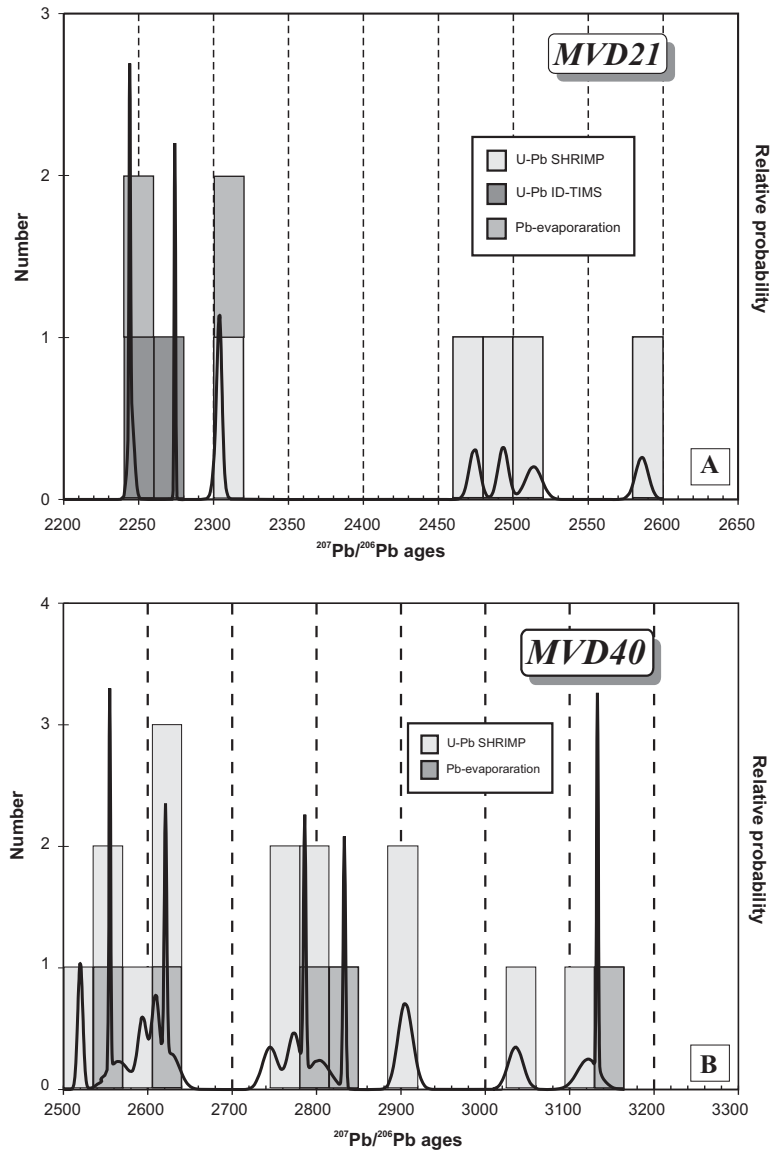 3
MVD21
U-Pb SHRIMP
U-Pb ID-TIMS
Pb-evaporaration
2
Number
Relative probability
1
A
0
2200 2250 2300 2350 2400 2450 2500 2550 2600 2650
²⁰⁷Pb/²⁰⁶Pb ages
4
MVD40
3
U-Pb SHRIMP
Pb-evaporaration
Number
Relative probability
2
1
B
0
2500 2600 2700 2800 2900 3000 3100 3200 3300
²⁰⁷Pb/²⁰⁶Pb ages